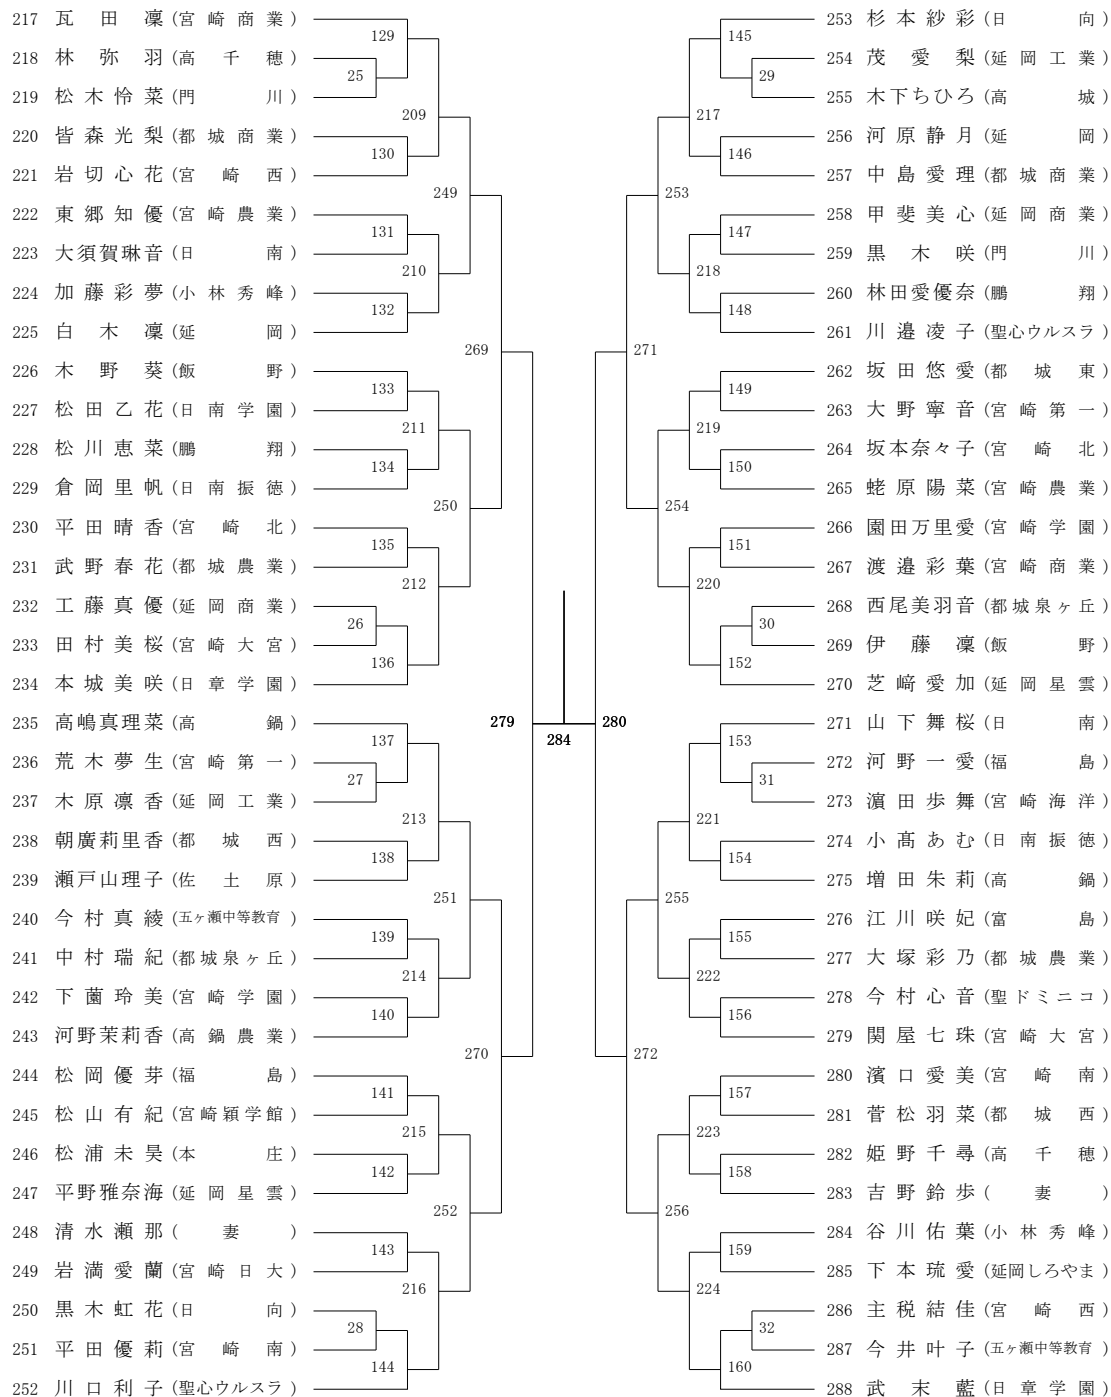 217 瓦田凜(宮崎商業)
218 林弥羽(高千穂)
219 松木怜菜(門川)
220 皆森光梨(都城商業)
221 岩切心花(宮崎西)
222 東郷知優(宮崎農業)
223 大須賀琳音(日南)
224 加藤彩夢(小林秀峰)
225 白木凜(延岡)
226 木野葵(飯野)
227 松田乙花(日南学園)
228 松川恵菜(鵬翔)
229 倉岡里帆(日南振徳)
230 平田晴香(宮崎北)
231 武野春花(都城農業)
232 工藤真優(延岡商業)
233 田村美桜(宮崎大宮)
234 本城美咲(日章学園)
235 高嶋真理菜(高鍋)
236 荒木夢生(宮崎第一)
237 木原凛香(延岡工業)
238 朝廣莉里香(都城西)
239 瀬戸山理子(佐土原)
240 今村真綾(五ヶ瀬中等教育)
241 中村瑞紀(都城泉ヶ丘)
242 下薗玲美(宮崎学園)
243 河野茉莉香(高鍋農業)
244 松岡優芽(福島)
245 松山有紀(宮崎穎学館)
246 松浦未昊(本庄)
247 平野雅奈海(延岡星雲)
248 清水瀬那(妻)
249 岩満愛蘭(宮崎日大)
250 黒木虹花(日向)
251 平田優莉(宮崎南)
252 川口利子(聖心ウルスラ)
129
25
130
131
132
133
134
135
26
136
137
27
138
139
140
141
142
143
28
144
209
210
211
212
213
214
215
216
249
250
251
252
269
270
279
284
280
271
272
253
254
255
256
217
218
219
220
221
222
223
224
145
29
146
147
148
149
150
151
30
152
153
31
154
155
156
157
158
159
32
160
253 杉本紗彩(日向)
254 茂愛梨(延岡工業)
255 木下ちひろ(高城)
256 河原静月(延岡)
257 中島愛理(都城商業)
258 甲斐美心(延岡商業)
259 黒木咲(門川)
260 林田愛優奈(鵬翔)
261 川邉凌子(聖心ウルスラ)
262 坂田悠愛(都城東)
263 大野寧音(宮崎第一)
264 坂本奈々子(宮崎北)
265 蛯原陽菜(宮崎農業)
266 園田万里愛(宮崎学園)
267 渡邉彩葉(宮崎商業)
268 西尾美羽音(都城泉ヶ丘)
269 伊藤凜(飯野)
270 芝﨑愛加(延岡星雲)
271 山下舞桜(日南)
272 河野一愛(福島)
273 濵田歩舞(宮崎海洋)
274 小髙あむ(日南振徳)
275 増田朱莉(高鍋)
276 江川咲妃(富島)
277 大塚彩乃(都城農業)
278 今村心音(聖ドミニコ)
279 関屋七珠(宮崎大宮)
280 濱口愛美(宮崎南)
281 菅松羽菜(都城西)
282 姫野千尋(高千穂)
283 吉野鈴歩(妻)
284 谷川佑葉(小林秀峰)
285 下本琉愛(延岡しろやま)
286 主税結佳(宮崎西)
287 今井叶子(五ヶ瀬中等教育)
288 武末藍(日章学園)